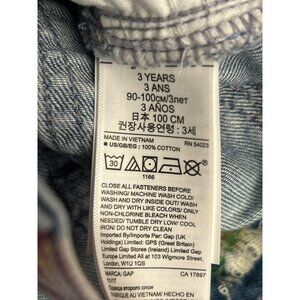 3 YEARS
3 ANS
90-100см/3лет
3 AÑOS
日本 100 CM
권장사용연령 : 3세
MADE IN VIETNAM
RN 54023
■ US/GB/EG : 100% COTTON
30
1166
CLOSE ALL FASTENERS BEFORE
WASHING/ MACHINE WASH COLD/
WASH AND DRY INSIDE OUT/ WASH
AND DRY WITH LIKE COLORS/ ONLY
NON-CHLORINE BLEACH WHEN
NEEDED/ TUMBLE DRY LOW/ COOL
IRON/ DO NOT DRY CLEAN
Imported By/Importe Par: Gap (UK
Holdings) Limited: GPS (Great Britain)
Limited Gap Stores (Ireland) Limited Gap
Europe Limited All at 103 Wigmore Street,
London, W1U 1QS
MARCA: GAP
CA 17897
FABRIQUE AU VIETNAM